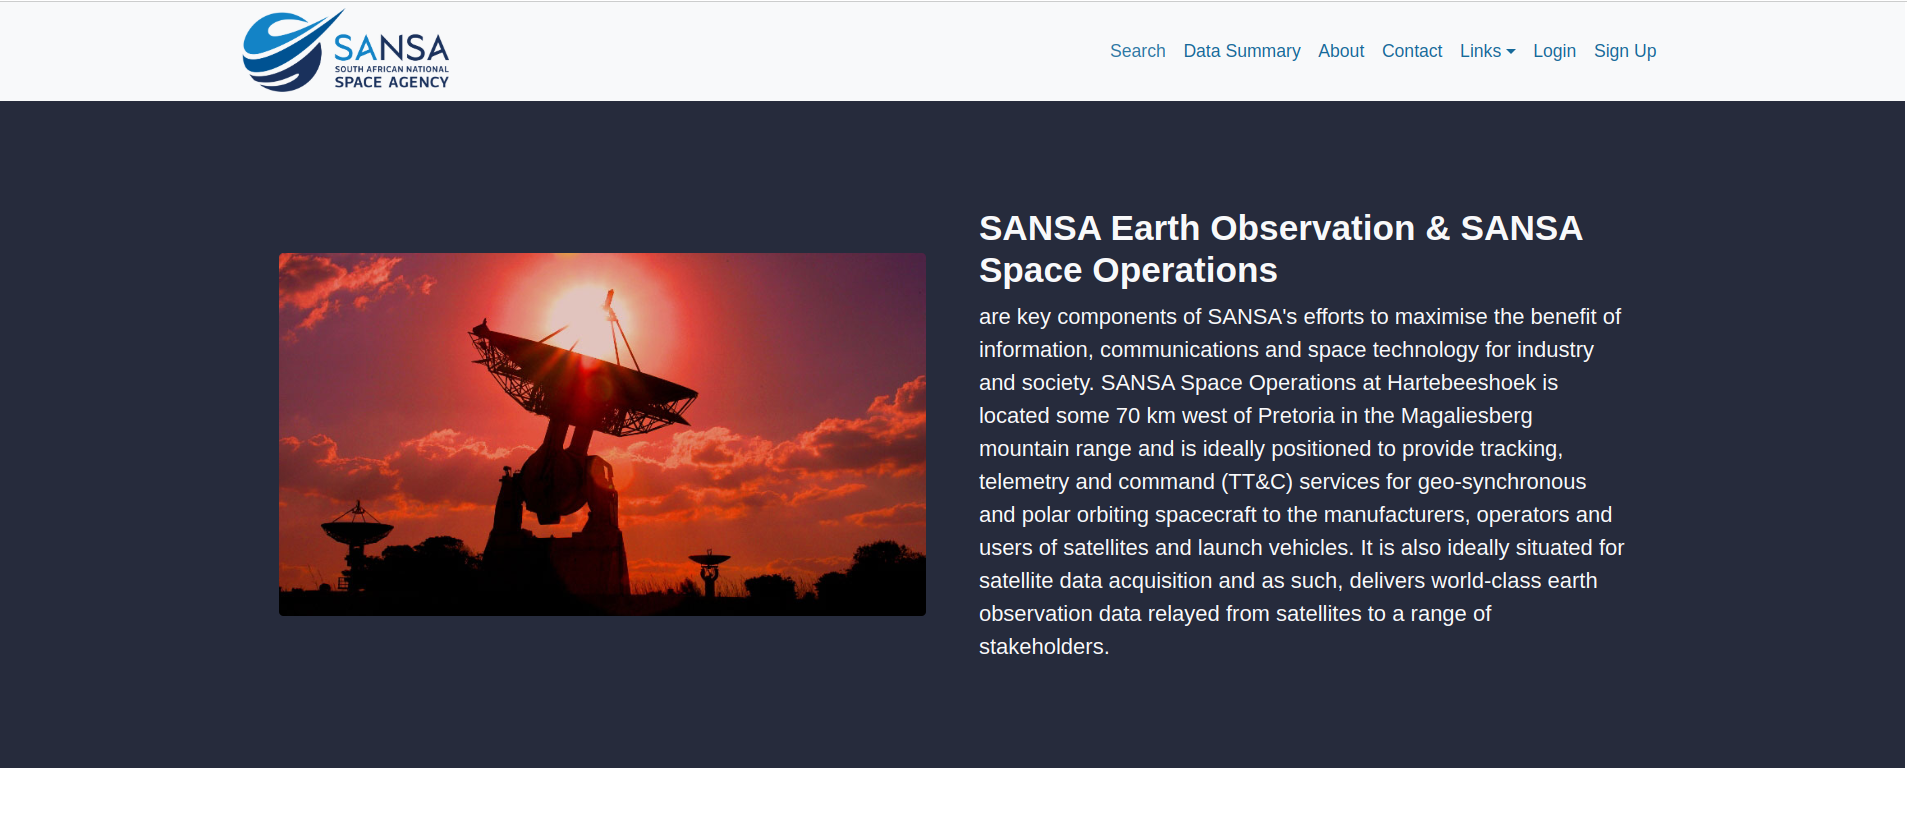 SANSA
SOUTH AFRICAN NATIONAL
SPACE AGENCY
Search Data Summary About Contact Links Login Sign Up
SANSA Earth Observation & SANSA
Space Operations
are key components of SANSA's efforts to maximise the benefit of
information, communications and space technology for industry
and society. SANSA Space Operations at Hartebeeshoek is
located some 70 km west of Pretoria in the Magaliesberg
mountain range and is ideally positioned to provide tracking,
telemetry and command (TT&C) services for geo-synchronous
and polar orbiting spacecraft to the manufacturers, operators and
users of satellites and launch vehicles. It is also ideally situated for
satellite data acquisition and as such, delivers world-class earth
observation data relayed from satellites to a range of
stakeholders.